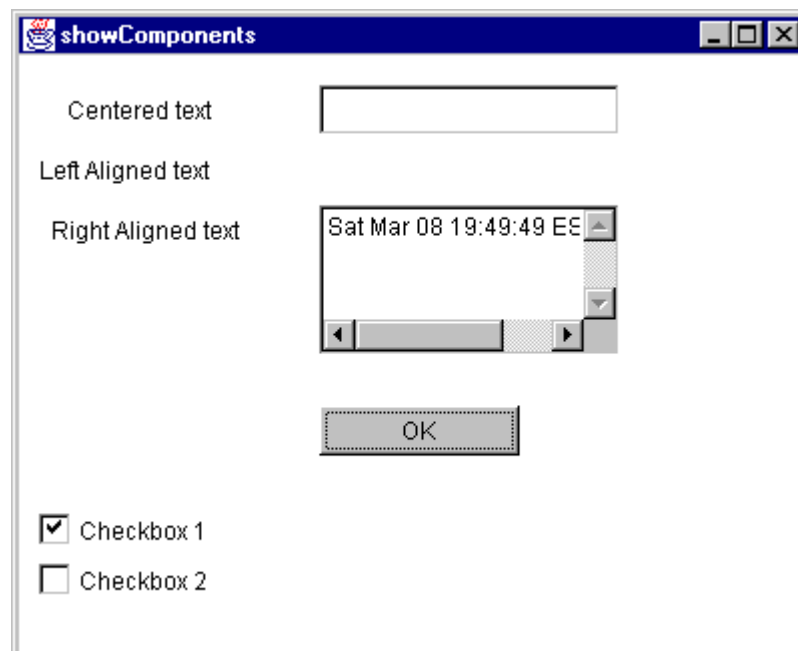 showComponents
Centered text
Left Aligned text
Right Aligned text
Sat Mar 08 19:49:49 ES
OK
Checkbox 1
Checkbox 2